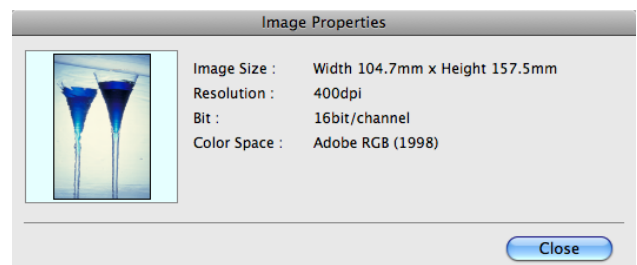 Image Properties
Image Size : Width 104.7mm x Height 157.5mm
Resolution : 400dpi
Bit : 16bit/channel
Color Space : Adobe RGB (1998)
Close